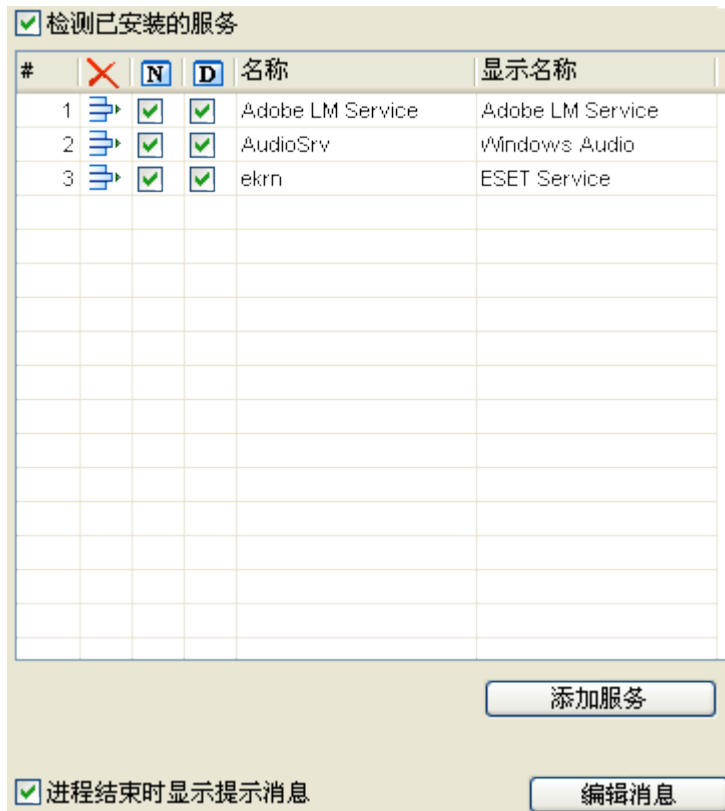 检测已安装的服务
# N D 名称 显示名称
1 Adobe LM Service Adobe LM Service
2 AudioSrv Windows Audio
3 ekrn ESET Service
添加服务
进程结束时显示提示消息 编辑消息